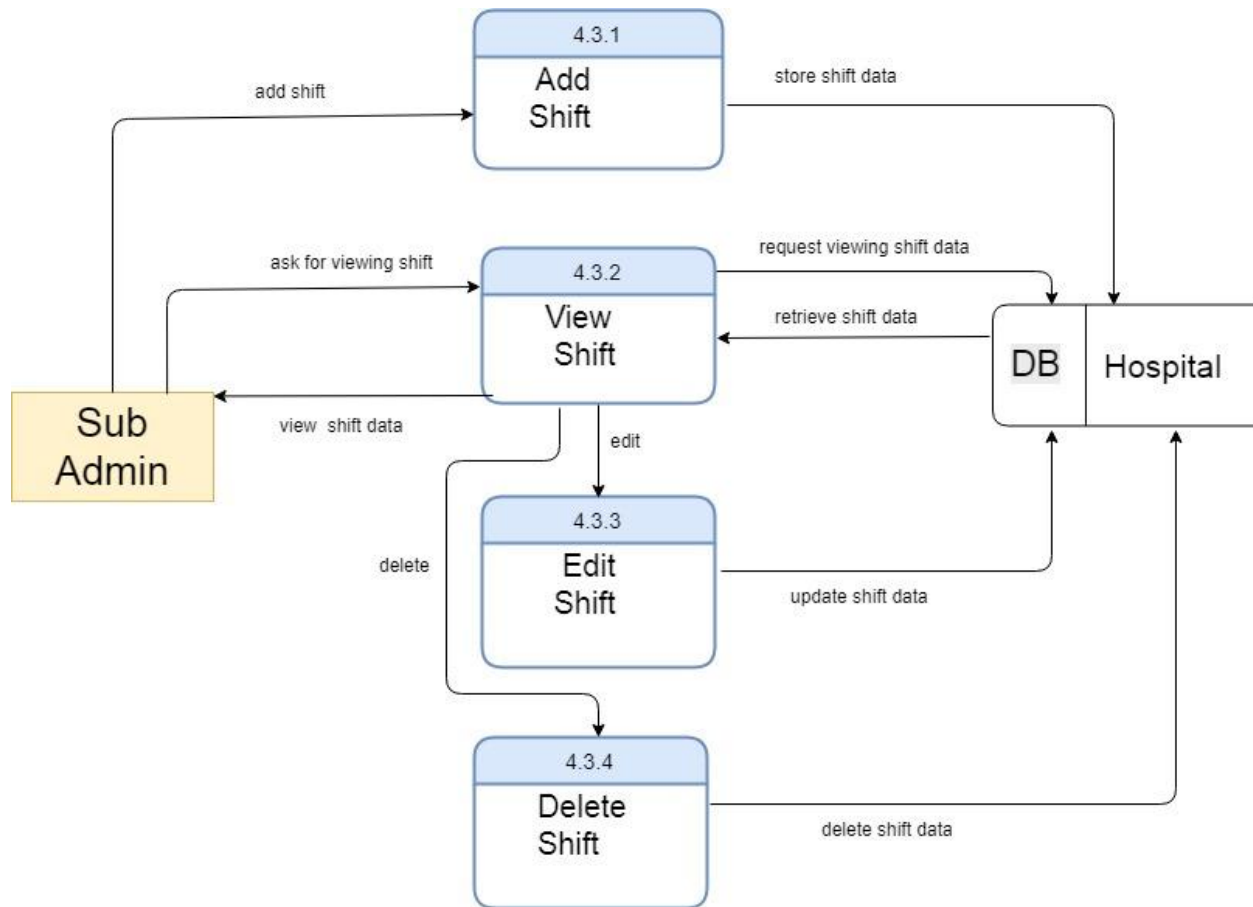 4.3.1
Add
Shift
add shift
store shift data
4.3.2
View
Shift
ask for viewing shift
request viewing shift data
retrieve shift data
DB
Hospital
Sub
Admin
view shift data
edit
4.3.3
Edit
Shift
delete
update shift data
4.3.4
Delete
Shift
delete shift data